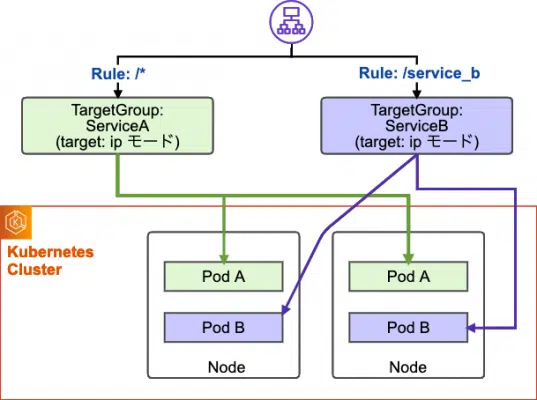 Rule: /*
Rule: /service_b
TargetGroup:
ServiceA
(target: ip モード)
TargetGroup:
ServiceB
(target: ip モード)
K
Kubernetes
Cluster
Pod A
Pod B
Node
Pod A
Pod B
Node